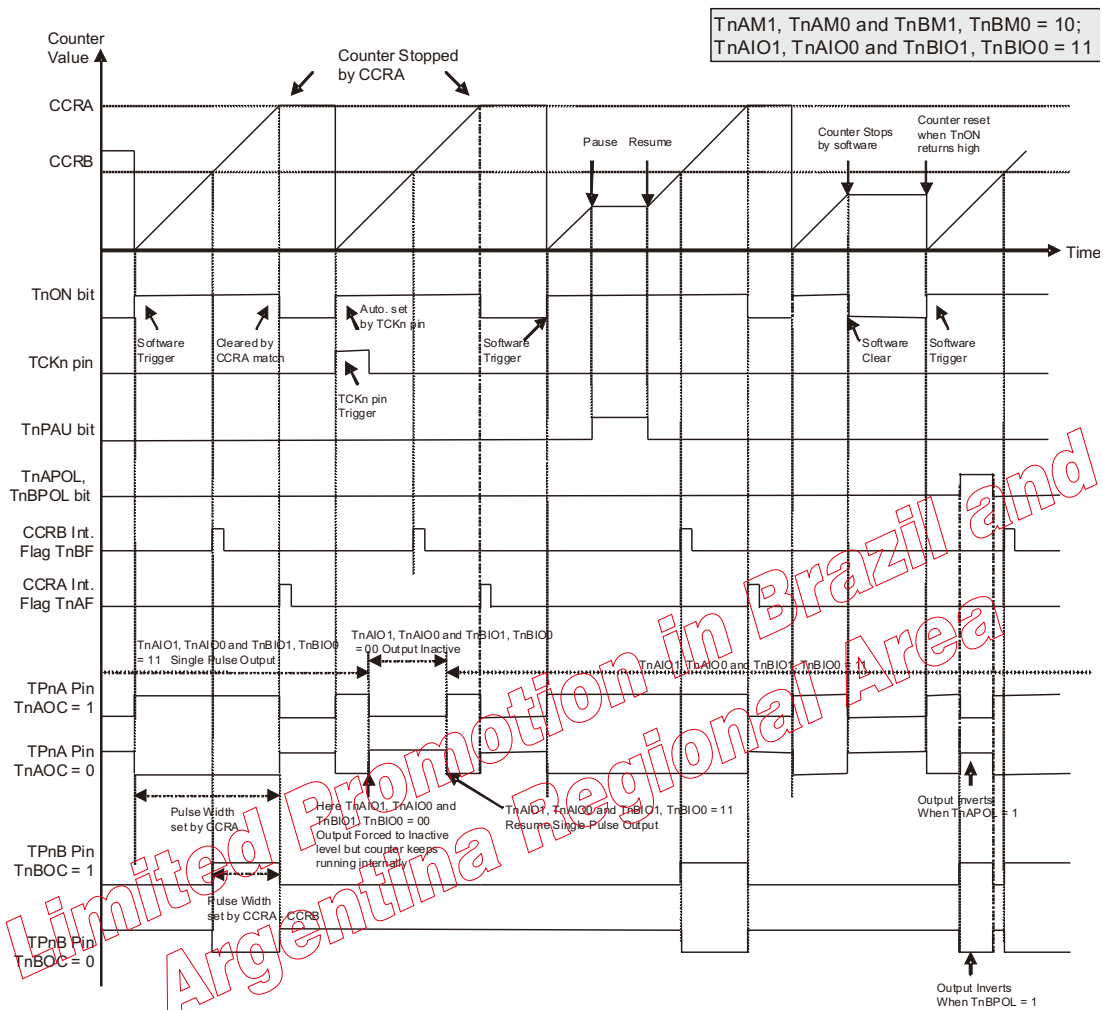 TnAM1, TnAM0 and TnBM1, TnBM0 = 10;
TnAIO1, TnAIO0 and TnBIO1, TnBIO0 = 11
Counter
Value
Counter Stopped
by CCRA
CCRA
CCRB
Pause
Resume
Counter Stops
by software
Counter reset
when TnON
returns high
Time
TnON bit
Software
Trigger
Cleared by
CCRA match
Auto. set
by TCKn pin
Software
Trigger
Software
Clear
Software
Trigger
TCKn pin
TCKn pin
Trigger
TnPAU bit
TnAPOL,
TnBPOL bit
CCRB Int.
Flag TnBF
CCRA Int.
Flag TnAF
TnAIO1, TnAIO0 and TnBIO1, TnBIO0
= 11 Single Pulse Output
TnAIO1, TnAIO0 and TnBIO1, TnBIO0
= 00 Output Inactive
TnAIO1, TnAIO0 and TnBIO1, TnBIO0 = 11
TPnA Pin
TnAOC = 1
TPnA Pin
TnAOC = 0
Pulse Width
set by CCRA
Here TnAIO1, TnAIO0 and
TnBIO1, TnBIO0 = 00
Output Forced to Inactive
level but counter keeps
running internally
TnAIO1, TnAIO0 and TnBIO1, TnBIO0 = 11
Resume Single Pulse Output
Output Inverts
When TnAPOL = 1
TPnB Pin
TnBOC = 1
Pulse Width
set by CCRA - CCRB
TPnB Pin
TnBOC = 0
Output Inverts
When TnBPOL = 1
Limited Promotion in Brazil and
Argentina Regional Area